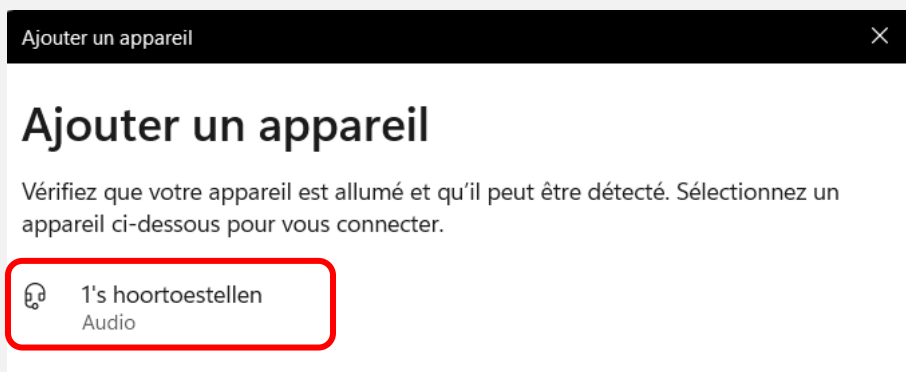 Ajouter un appareil
Ajouter un appareil
Vérifiez que votre appareil est allumé et qu’il peut être détecté. Sélectionnez un
appareil ci-dessous pour vous connecter.
1's hoortoestellen
Audio